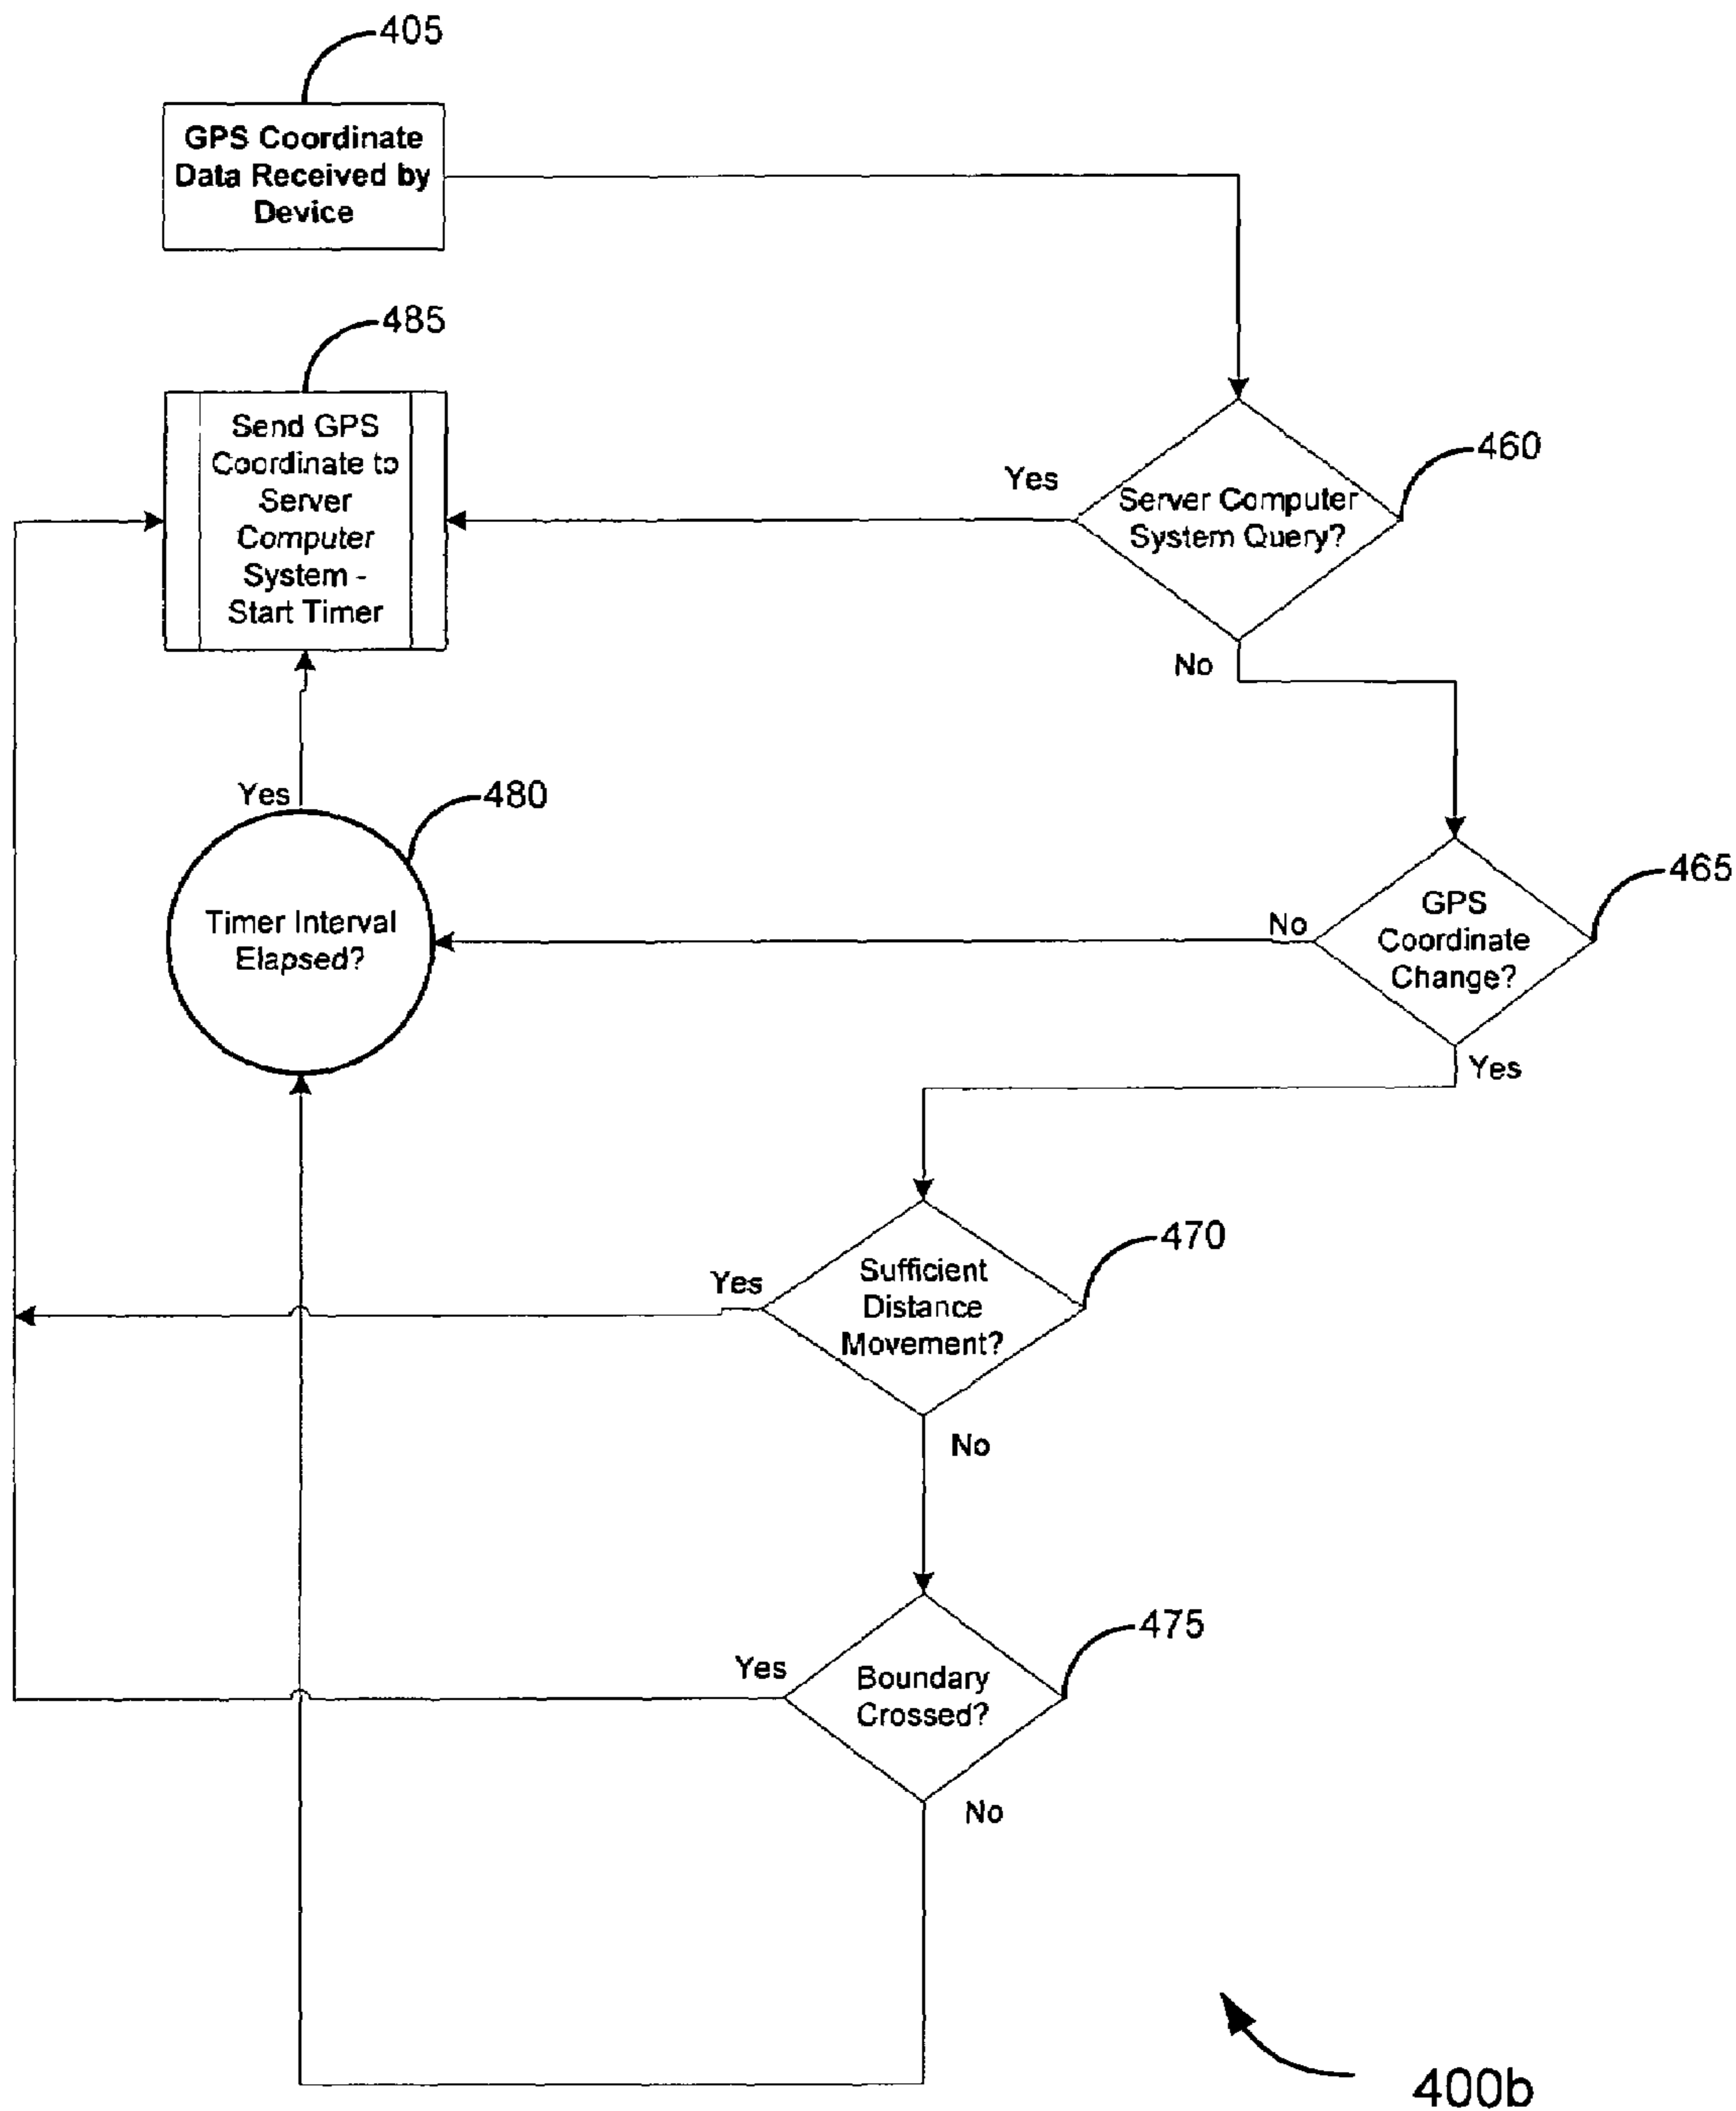 405
GPS Coordinate
Data Received by
Device
485
Send GPS
Coordinate to
Server
Computer
System -
Start Timer
Yes
Server Computer
System Query?
460
No
Yes
480
Timer Interval
Elapsed?
No
GPS
Coordinate
Change?
465
Yes
Yes
Sufficient
Distance
Movement?
470
No
Yes
Boundary
Crossed?
475
No
400b